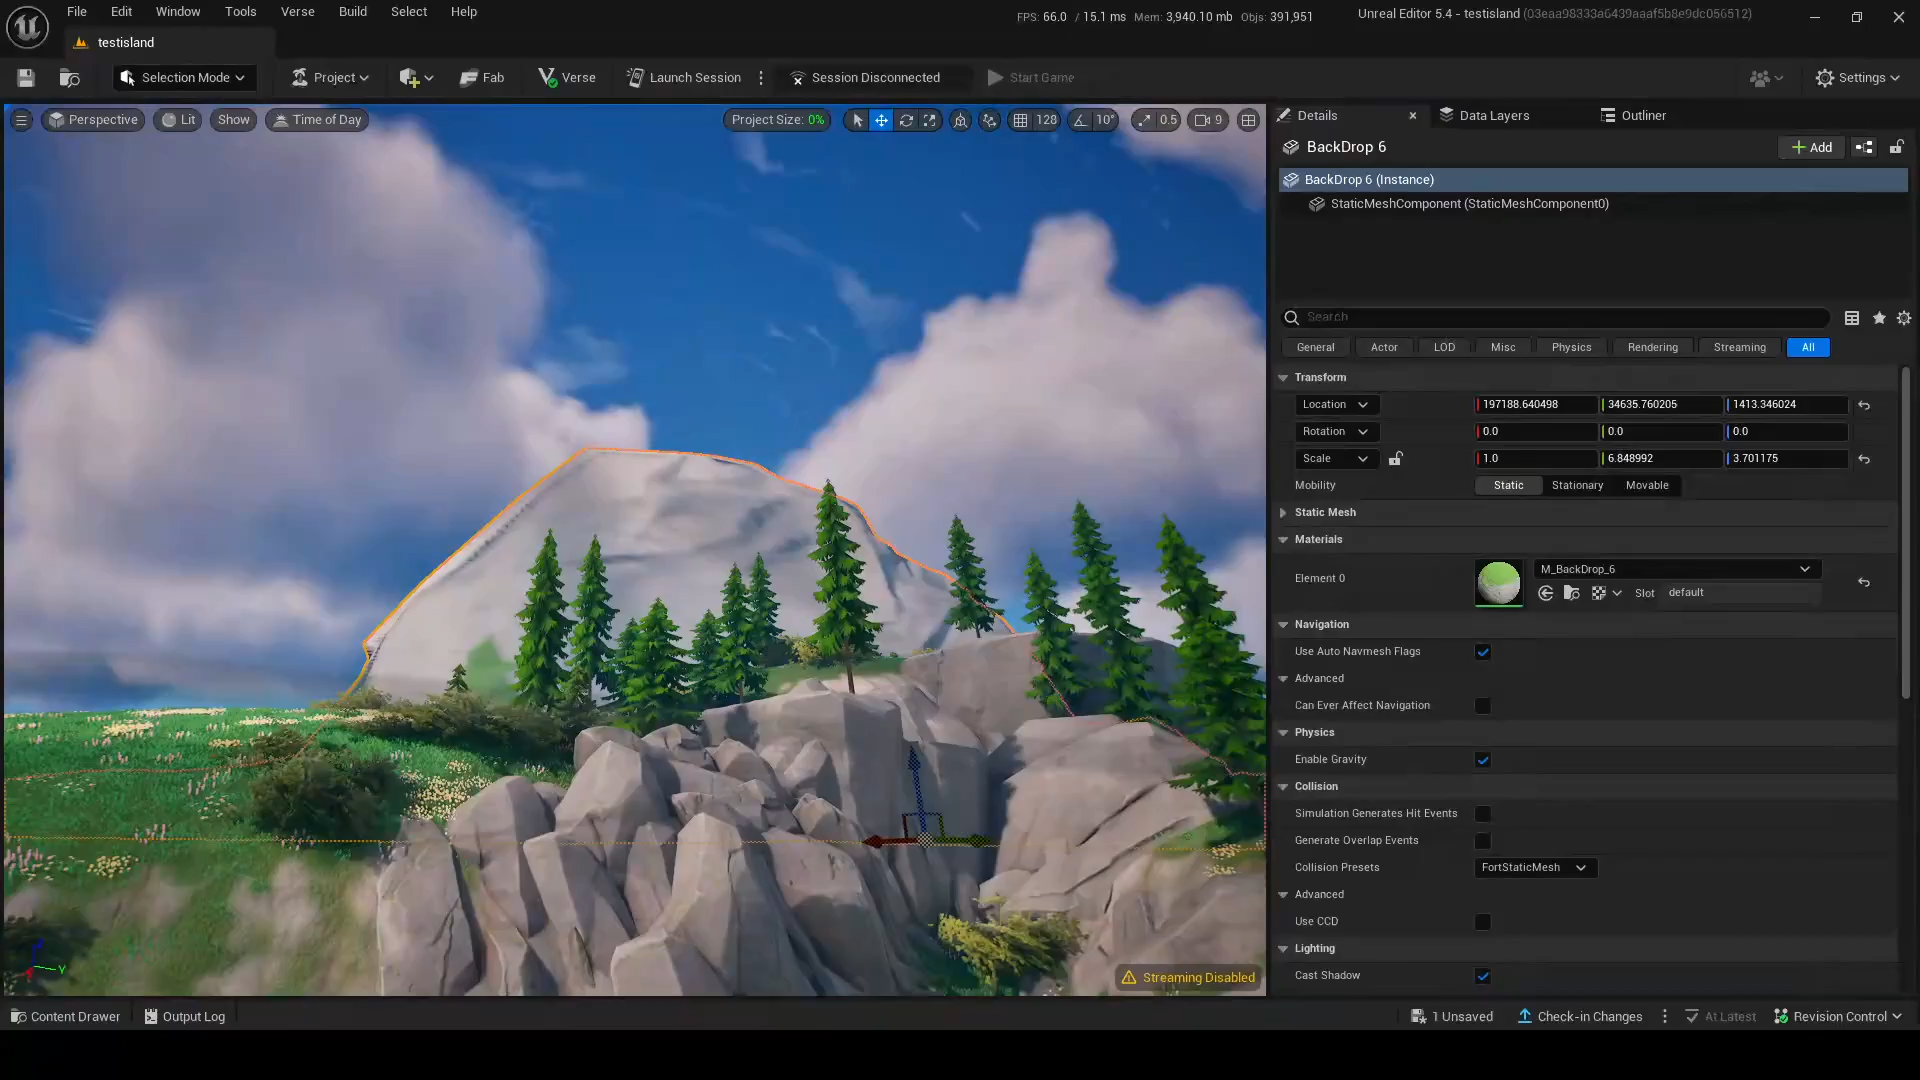 File Edit Window Tools Verse Build Select Help
FPS: 66.0 / 15.1 ms Mem: 3,940.10 mb Objs: 391,951
Unreal Editor 5.4 - testisland (03eaa98333a6439aaaf5b8e9dc056512)
testisland
Selection Mode Project Fab Verse Launch Session Session Disconnected Start Game Settings
Perspective Lit Show Time of Day Project Size: 0% 128 10° 0.5 9
Details Data Layers Outliner
BackDrop 6 Add
BackDrop 6 (Instance)
StaticMeshComponent (StaticMeshComponent0)
Search
General Actor LOD Misc Physics Rendering Streaming All
Transform
Location 197188.640498 34635.760205 1413.346024
Rotation 0.0 0.0 0.0
Scale 1.0 6.848992 3.701175
Mobility Static Stationary Movable
Static Mesh
Materials
Element 0 M_BackDrop_6
Slot default
Navigation
Use Auto Navmesh Flags
Advanced
Can Ever Affect Navigation
Physics
Enable Gravity
Collision
Simulation Generates Hit Events
Generate Overlap Events
Collision Presets FortStaticMesh
Advanced
Use CCD
Lighting
Cast Shadow
Y
Streaming Disabled
Content Drawer Output Log 1 Unsaved Check-in Changes At Latest Revision Control